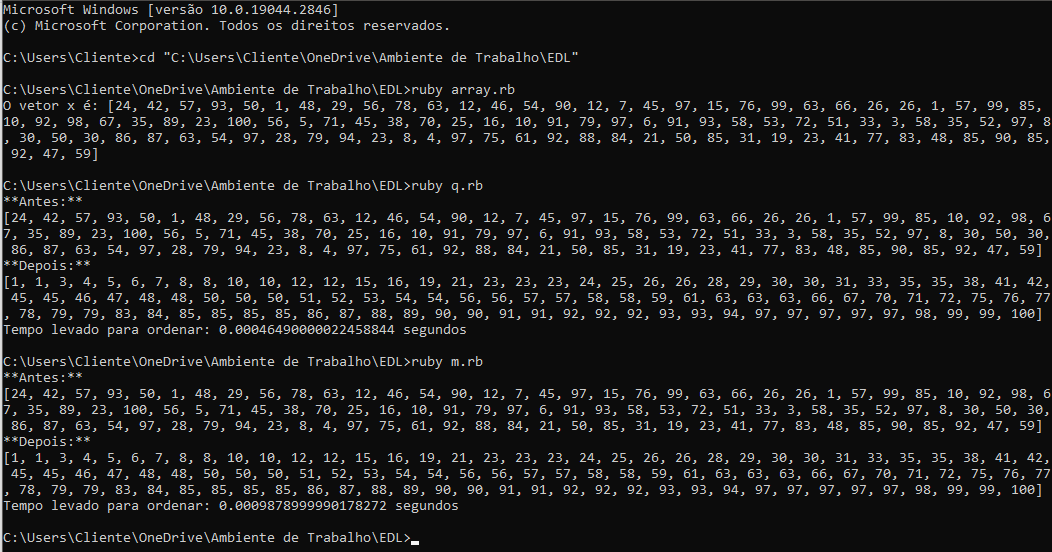 Microsoft Windows [versão 10.0.19044.2846]
(c) Microsoft Corporation. Todos os direitos reservados.
C:\Users\Cliente>cd "C:\Users\Cliente\OneDrive\Ambiente de Trabalho\EDL"
C:\Users\Cliente\OneDrive\Ambiente de Trabalho\EDL>ruby array.rb
O vetor x é: [24, 42, 57, 93, 50, 1, 48, 29, 56, 78, 63, 12, 46, 54, 90, 12, 7, 45, 97, 15, 76, 99, 63, 66, 26, 26, 1, 57, 99, 85,
10, 92, 98, 67, 35, 89, 23, 100, 56, 5, 71, 45, 38, 70, 25, 16, 10, 91, 79, 97, 6, 91, 93, 58, 53, 72, 51, 33, 3, 58, 35, 52, 97, 8
, 30, 50, 30, 86, 87, 63, 54, 97, 28, 79, 94, 23, 8, 4, 97, 75, 61, 92, 88, 84, 21, 50, 85, 31, 19, 23, 41, 77, 83, 48, 85, 90, 85,
92, 47, 59]
C:\Users\Cliente\OneDrive\Ambiente de Trabalho\EDL>ruby q.rb
**Antes:**
[24, 42, 57, 93, 50, 1, 48, 29, 56, 78, 63, 12, 46, 54, 90, 12, 7, 45, 97, 15, 76, 99, 63, 66, 26, 26, 1, 57, 99, 85, 10, 92, 98, 6
7, 35, 89, 23, 100, 56, 5, 71, 45, 38, 70, 25, 16, 10, 91, 79, 97, 6, 91, 93, 58, 53, 72, 51, 33, 3, 58, 35, 52, 97, 8, 30, 50, 30,
86, 87, 63, 54, 97, 28, 79, 94, 23, 8, 4, 97, 75, 61, 92, 88, 84, 21, 50, 85, 31, 19, 23, 41, 77, 83, 48, 85, 90, 85, 92, 47, 59]
**Depois:**
[1, 1, 3, 4, 5, 6, 7, 8, 8, 10, 10, 12, 12, 15, 16, 19, 21, 23, 23, 23, 24, 25, 26, 26, 28, 29, 30, 30, 31, 33, 35, 35, 38, 41, 42,
45, 45, 46, 47, 48, 48, 50, 50, 50, 51, 52, 53, 54, 54, 56, 56, 57, 57, 58, 58, 59, 61, 63, 63, 63, 66, 67, 70, 71, 72, 75, 76, 77
, 78, 79, 79, 83, 84, 85, 85, 85, 85, 86, 87, 88, 89, 90, 90, 91, 91, 92, 92, 92, 93, 93, 94, 97, 97, 97, 97, 97, 98, 99, 99, 100]
Tempo levado para ordenar: 0.00046490000022458844 segundos
C:\Users\Cliente\OneDrive\Ambiente de Trabalho\EDL>ruby m.rb
**Antes:**
[24, 42, 57, 93, 50, 1, 48, 29, 56, 78, 63, 12, 46, 54, 90, 12, 7, 45, 97, 15, 76, 99, 63, 66, 26, 26, 1, 57, 99, 85, 10, 92, 98, 6
7, 35, 89, 23, 100, 56, 5, 71, 45, 38, 70, 25, 16, 10, 91, 79, 97, 6, 91, 93, 58, 53, 72, 51, 33, 3, 58, 35, 52, 97, 8, 30, 50, 30,
86, 87, 63, 54, 97, 28, 79, 94, 23, 8, 4, 97, 75, 61, 92, 88, 84, 21, 50, 85, 31, 19, 23, 41, 77, 83, 48, 85, 90, 85, 92, 47, 59]
**Depois:**
[1, 1, 3, 4, 5, 6, 7, 8, 8, 10, 10, 12, 12, 15, 16, 19, 21, 23, 23, 23, 24, 25, 26, 26, 28, 29, 30, 30, 31, 33, 35, 35, 38, 41, 42,
45, 45, 46, 47, 48, 48, 50, 50, 50, 51, 52, 53, 54, 54, 56, 56, 57, 57, 58, 58, 59, 61, 63, 63, 63, 66, 67, 70, 71, 72, 75, 76, 77
, 78, 79, 79, 83, 84, 85, 85, 85, 85, 86, 87, 88, 89, 90, 90, 91, 91, 92, 92, 92, 93, 93, 94, 97, 97, 97, 97, 97, 98, 99, 99, 100]
Tempo levado para ordenar: 0.0009878999990178272 segundos
C:\Users\Cliente\OneDrive\Ambiente de Trabalho\EDL>